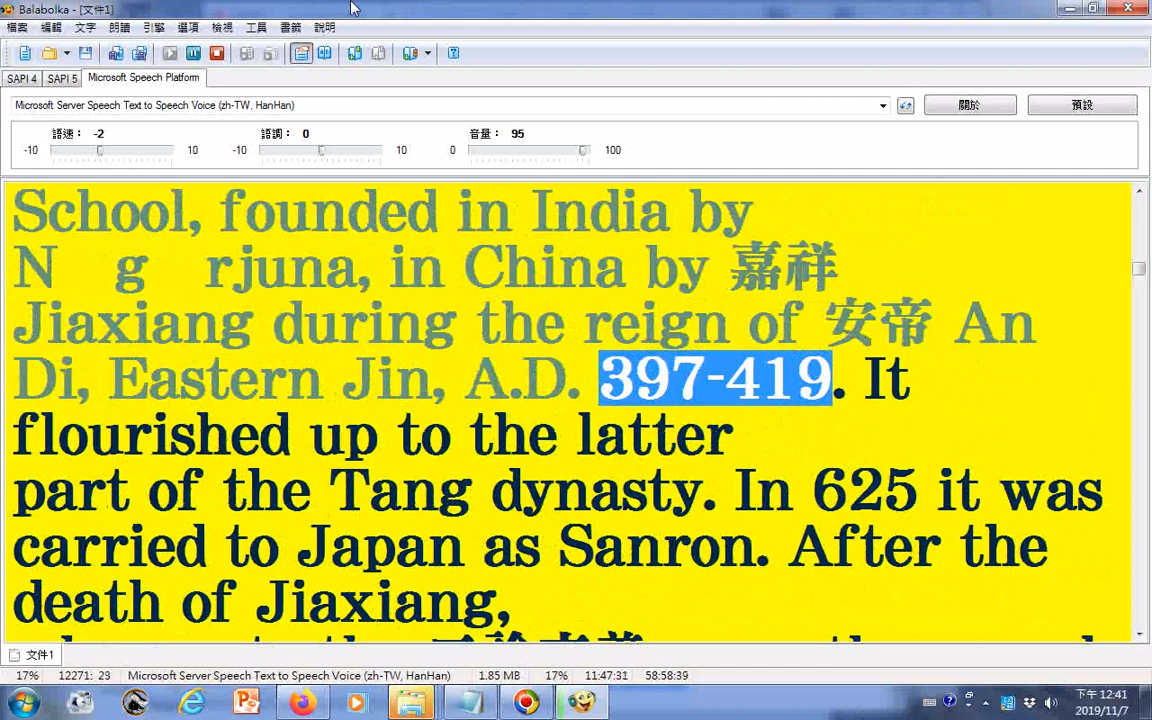 Balabolka - [文件1]
檔案 編輯 文字 朗讀 引擎 選項 檢視 工具 書籤 說明
SAPI 4 SAPI 5 Microsoft Speech Platform
Microsoft Server Speech Text to Speech Voice (zh-TW, HanHan) 關於 預設
語速： -2 語調： 0 音量： 95
-10 10 -10 10 0 100
School, founded in India by
N g rjuna, in China by 嘉祥
Jiaxiang during the reign of 安帝 An
Di, Eastern Jin, A.D. 397-419. It
flourished up to the latter
part of the Tang dynasty. In 625 it was
carried to Japan as Sanron. After the
death of Jiaxiang,
文件1
17% 12271: 23 Microsoft Server Speech Text to Speech Voice (zh-TW, HanHan) 1.85 MB 17% 11:47:31 58:58:39
下午 12:41
2019/11/7